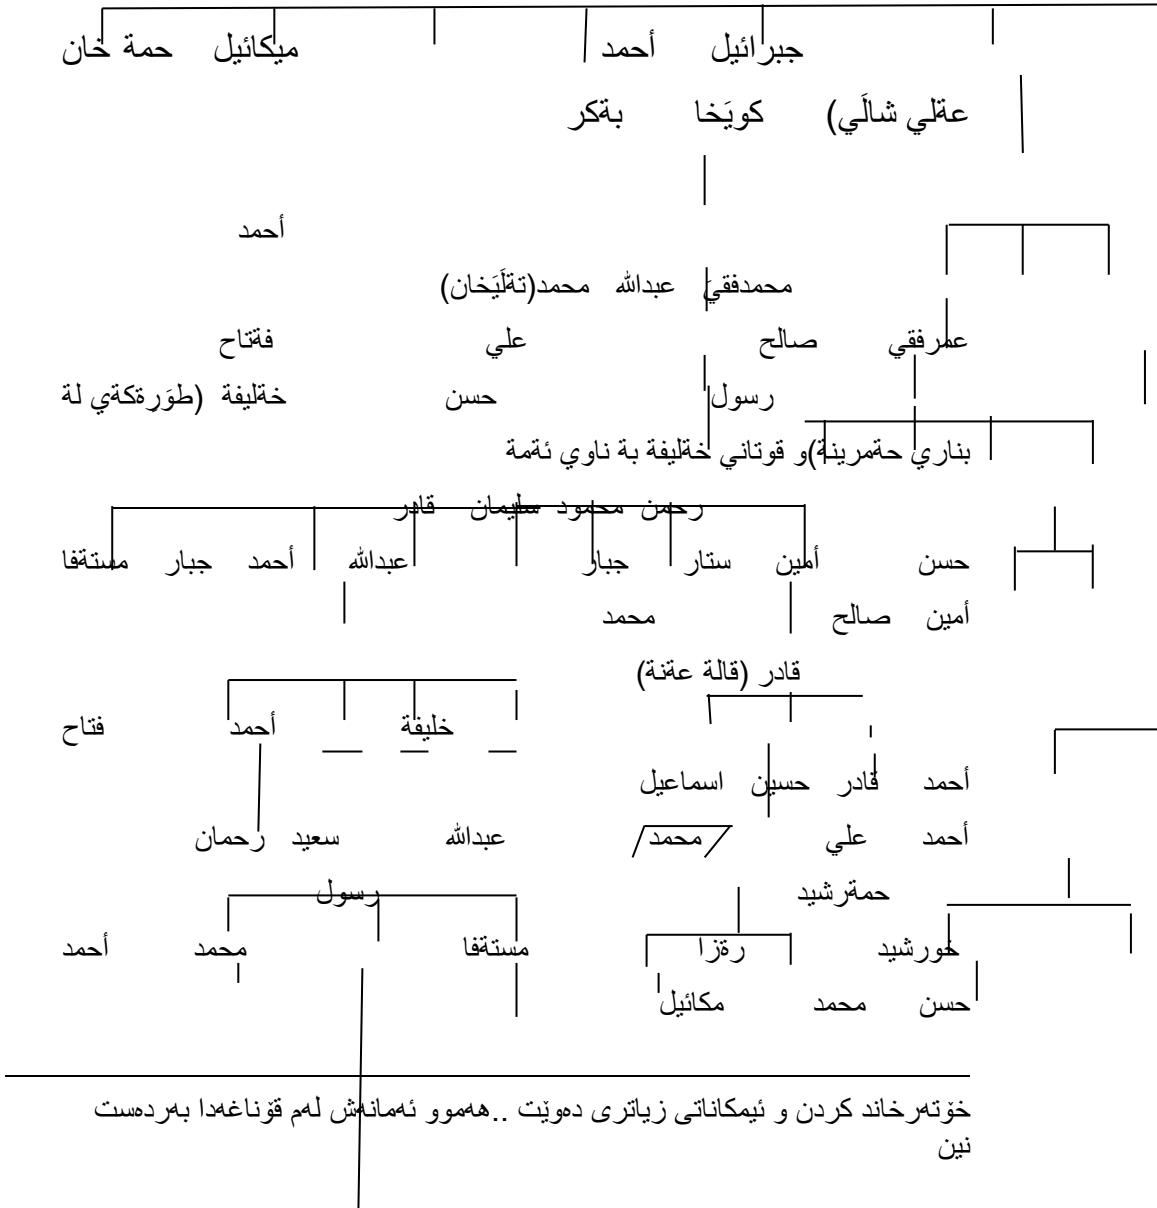 جبرائيل أحمد ميكائيل حمة خان
عةلي شالَي) كويَخا بةكر
أحمد
محمدفقيَ عبدالله محمد(تةلَيَخان)
عمرفقي صالح علي فةتاح
رسول حسن خةليفة (طوَرِةكةي لة
بناري حةمرينة)و قوتاني خةليفة بة ناوي ئةمة
رحمن محمود سليمان قادر
حسن أمين ستار جبار عبدالله أحمد جبار مستةفا
أمين صالح محمد
قادر (قالة عةنة)
خليفة أحمد فتاح
أحمد قادر حسين اسماعيل
أحمد علي محمد عبدالله سعيد رحمان
حمةرشيد رسول
خورشيد رةزا مستةفا محمد أحمد
حسن محمد مكائيل
خۆتەرخاند كردن و ئیمكاناتی زیاتری دەوێت ..هەموو ئەمانەش لەم قۆناغەدا بەردەست
نین